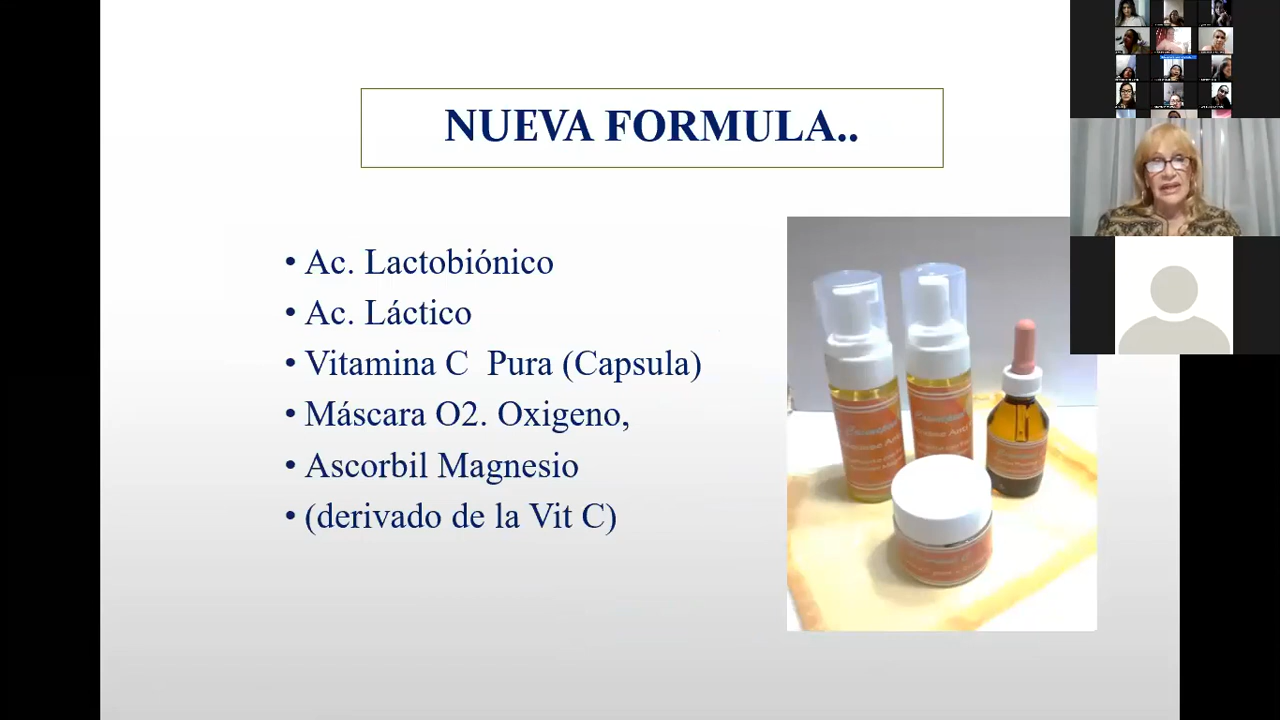 NUEVA FORMULA..
• Ac. Lactobiónico
• Ac. Láctico
• Vitamina C  Pura (Capsula)
• Máscara O2. Oxigeno,
• Ascorbil Magnesio
• (derivado de la Vit C)